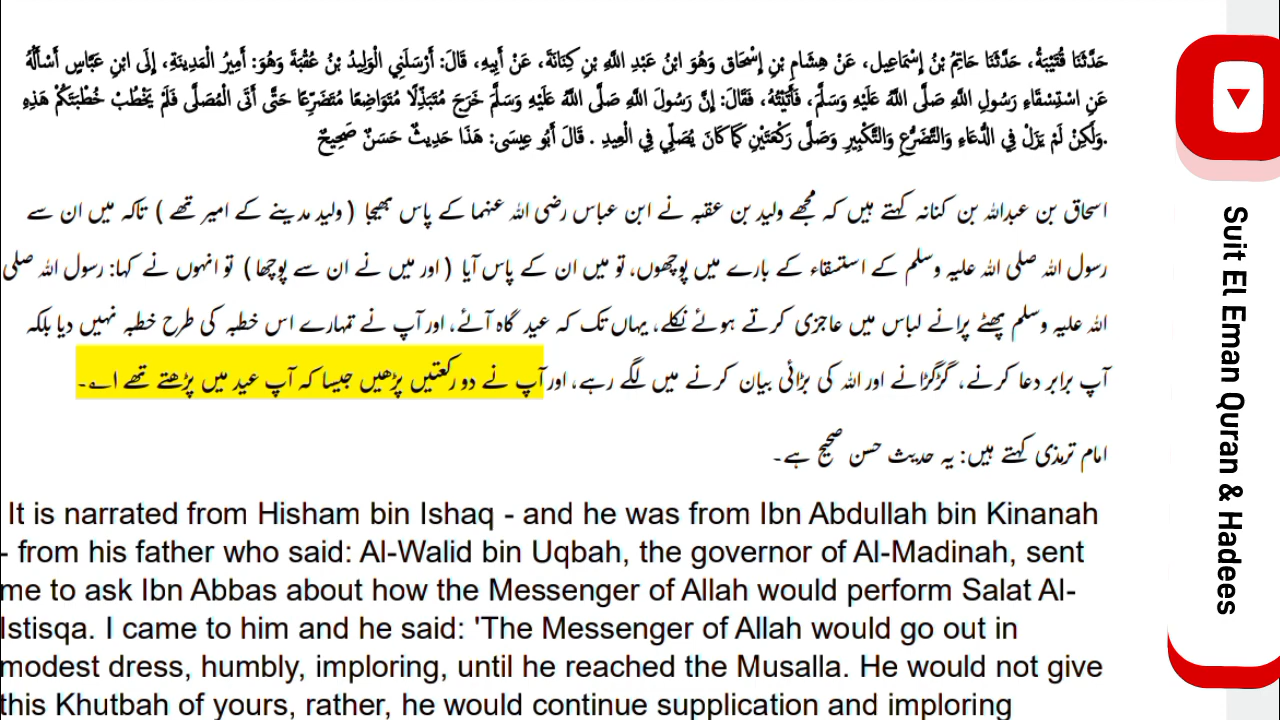 حَدَّثَنَا قُتَيْبَةُ، حَدَّثَنَا حَاتِمُ بْنُ إِسْمَاعِيل، عَنْ هِشَامِ بْنِ إِسْحَاق وَهُوَ ابْنُ عَبْدِ اللَّهِ بْنِ كِنَانَةَ، عَنْ أَبِيهِ، قَالَ: أَرْسَلَنِي الْوَلِيدُ بْنُ عُقْبَةَ وَهُوَ: أَمِيرُ الْمَدِينَةِ، إِلَى ابْنِ عَبَّاسٍ أَسْأَلُهُ
عَنِ اسْتِسْقَاءِ رَسُولِ اللَّهِ صَلَّى اللَّهُ عَلَيْهِ وَسَلَّمَ، فَأَتَيْتُهُ، فَقَالَ: إِنَّ رَسُولَ اللَّهِ صَلَّى اللَّهُ عَلَيْهِ وَسَلَّمَ خَرَجَ مُتَبَذِّلًا مُتَوَاضِعًا مُتَضَرِّعًا حَتَّى أَتَى الْمُصَلَّى فَلَمْ يَخْطُبْ خُطْبَتَكُمْ هَذِهِ
.وَلَكِنْ لَمْ يَزَلْ فِي الدُّعَاءِ وَالتَّضَرُّعِ وَالتَّكْبِيرِ وَصَلَّى رَكْعَتَيْنِ كَمَا كَانَ يُصَلِّي فِي الْعِيدِ . قَالَ أَبُو عِيسَى: هَذَا حَدِيثٌ حَسَنٌ صَحِيحٌ
اسحاق بن عبداللہ بن کنانہ کہتے ہیں کہ مجھے ولید بن عقبہ نے ابن عباس رضی اللہ عنہما کے پاس بھیجا ( ولید مدینے کے امیر تھے ) تاکہ میں ان سے
رسول اللہ صلی اللہ علیہ وسلم کے استسقاء کے بارے میں پوچھوں، تو میں ان کے پاس آیا ( اور میں نے ان سے پوچھا ) تو انہوں نے کہا: رسول اللہ صلی
اللہ علیہ وسلم پھٹے پرانے لباس میں عاجزی کرتے ہوئے نکلے، یہاں تک کہ عید گاہ آئے، اور آپ نے تمہارے اس خطبہ کی طرح خطبہ نہیں دیا بلکہ
آپ برابر دعا کرنے، گڑگڑانے اور اللہ کی بڑائی بیان کرنے میں لگے رہے، اور آپ نے دو رکعتیں پڑھیں جیسا کہ آپ عید میں پڑھتے تھے ۱؎۔
امام ترمذی کہتے ہیں: یہ حدیث حسن صحیح ہے۔
It is narrated from Hisham bin Ishaq - and he was from Ibn Abdullah bin Kinanah
- from his father who said: Al-Walid bin Uqbah, the governor of Al-Madinah, sent
me to ask Ibn Abbas about how the Messenger of Allah would perform Salat Al-
Istisqa. I came to him and he said: 'The Messenger of Allah would go out in
modest dress, humbly, imploring, until he reached the Musalla. He would not give
this Khutbah of yours, rather, he would continue supplication and imploring
Suit El Eman Quran & Hadees